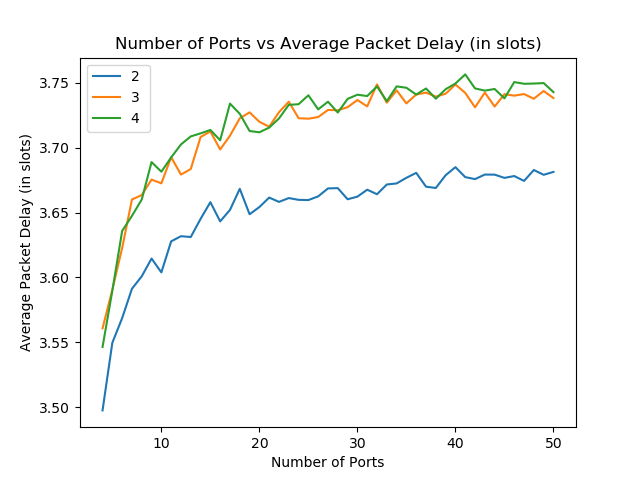 Number of Ports vs Average Packet Delay (in slots)
2
3
4
Average Packet Delay (in slots)
3.75
3.70
3.65
3.60
3.55
3.50
10 20 30 40 50
Number of Ports